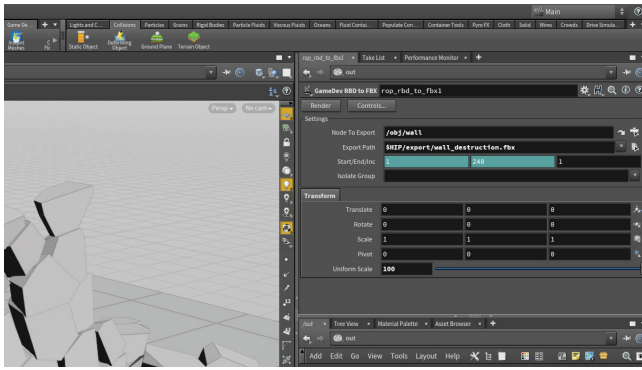 Main
Game De...
Lights and C... Collisions Particles Grains Rigid Bodies Particle Fluids Viscous Fluids Oceans Fluid Contai... Populate Con... Container Tools Pyro FX Cloth Solid Wires Crowds Drive Simula...
Meshes Static Object Deforming Object Ground Plane Terrain Object
rop_rbd_to_fbx1 Take List Performance Monitor
out
GameDev RBD to FBX rop_rbd_to_fbx1
Render Controls...
Settings
Node To Export /obj/wall
Export Path $HIP/export/wall_destruction.fbx
Start/End/Inc 1 240 1
Isolate Group
Transform
Translate 0 0 0
Rotate 0 0 0
Scale 1 1 1
Pivot 0 0 0
Uniform Scale 100
Persp No cam
/out Tree View Material Palette Asset Browser
out
Add Edit Go View Tools Layout Help